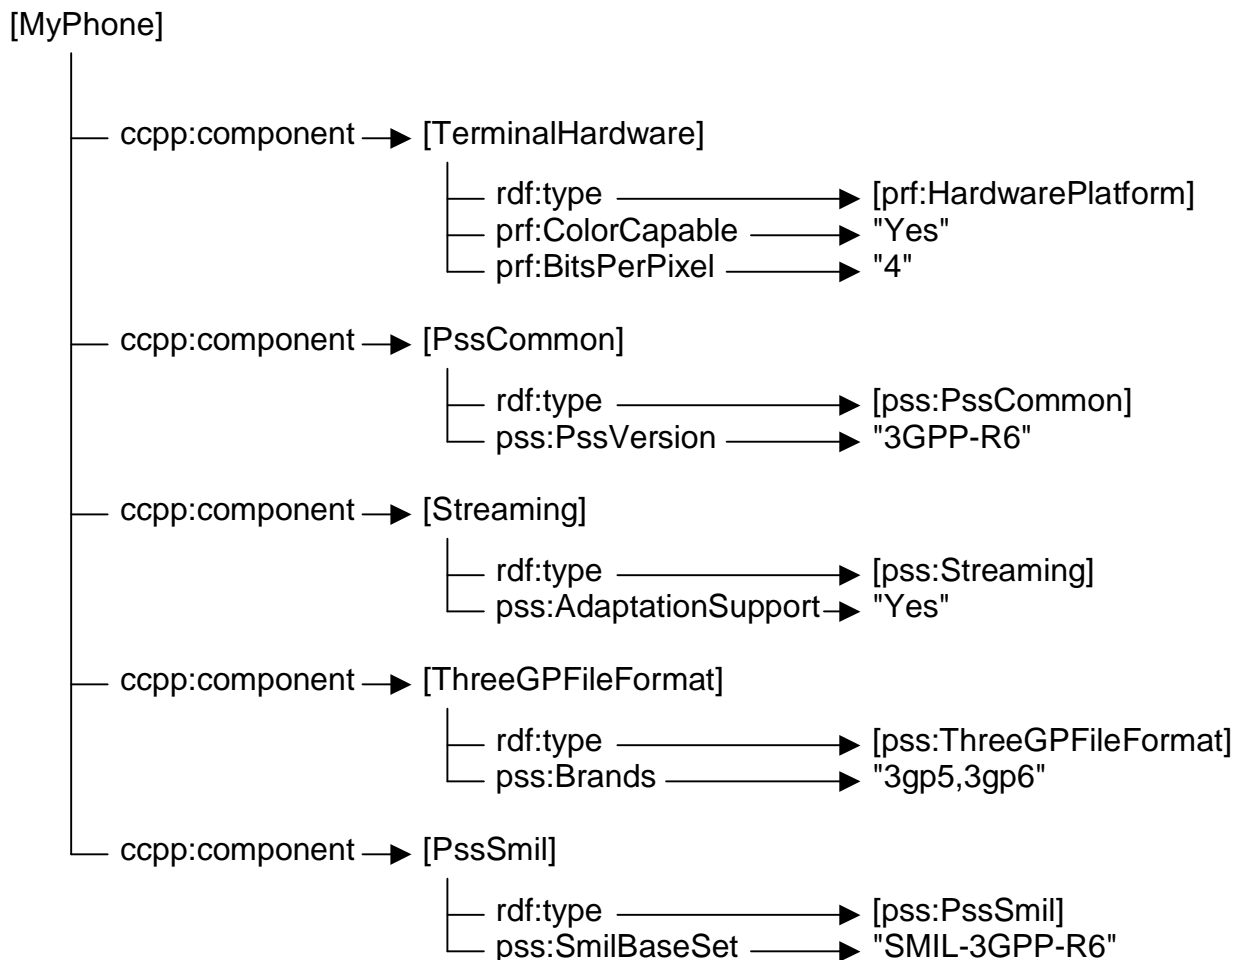 [MyPhone]
ccpp:component [TerminalHardware]
rdf:type [prf:HardwarePlatform]
prf:ColorCapable "Yes"
prf:BitsPerPixel "4"
ccpp:component [PssCommon]
rdf:type [pss:PssCommon]
pss:PssVersion "3GPP-R6"
ccpp:component [Streaming]
rdf:type [pss:Streaming]
pss:AdaptationSupport "Yes"
ccpp:component [ThreeGPFileFormat]
rdf:type [pss:ThreeGPFileFormat]
pss:Brands "3gp5,3gp6"
ccpp:component [PssSmil]
rdf:type [pss:PssSmil]
pss:SmilBaseSet "SMIL-3GPP-R6"